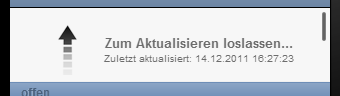 Zum Aktualisieren loslassen...
Zuletzt aktualisiert: 14.12.2011 16:27:23
offen